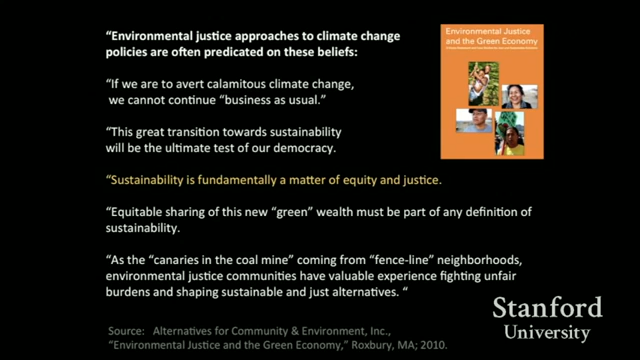 “Environmental justice approaches to climate change
policies are often predicated on these beliefs:
“If we are to avert calamitous climate change,
we cannot continue “business as usual.”
“This great transition towards sustainability
will be the ultimate test of our democracy.
“Sustainability is fundamentally a matter of equity and justice.
“Equitable sharing of this new “green” wealth must be part of any definition of
sustainability.
“As the “canaries in the coal mine” coming from “fence-line” neighborhoods,
environmental justice communities have valuable experience fighting unfair
burdens and shaping sustainable and just alternatives. “
Source: Alternatives for Community & Environment, Inc.,
“Environmental Justice and the Green Economy,” Roxbury, MA; 2010.
Environmental Justice
and the Green Economy
Stanford
University